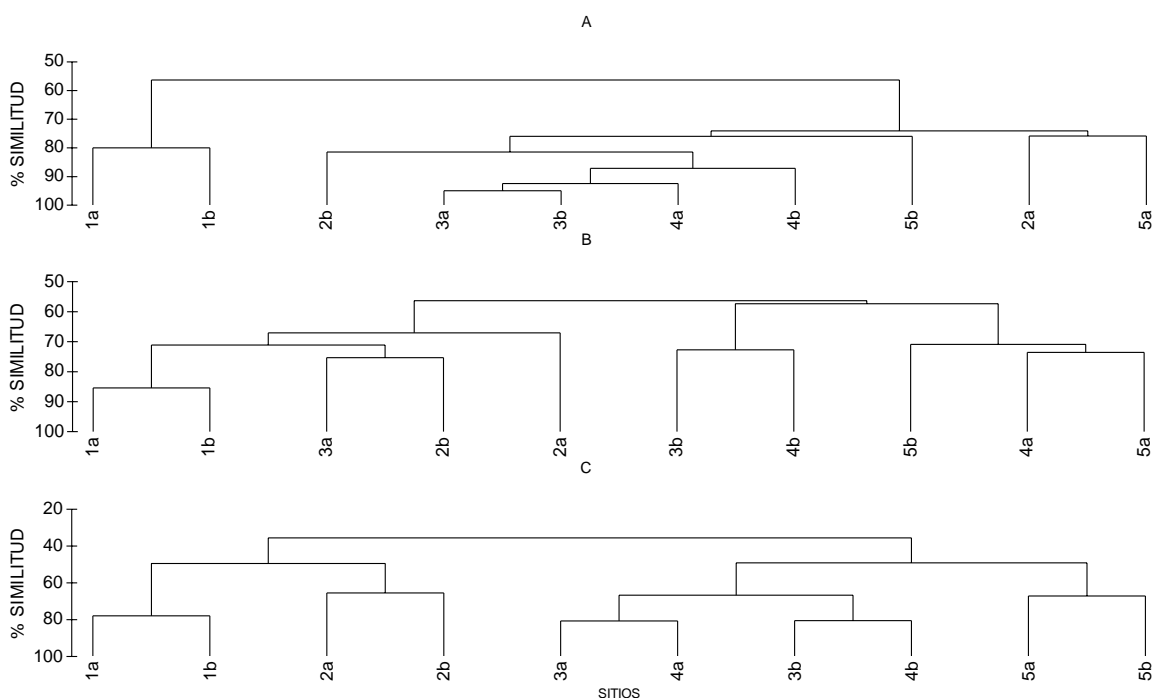 A
% SIMILITUD
50
60
70
80
90
100
1a 1b 2b 3a 3b 4a 4b 5b 2a 5a
B
% SIMILITUD
50
60
70
80
90
100
1a 1b 3a 2b 2a 3b 4b 5b 4a 5a
C
% SIMILITUD
20
40
60
80
100
1a 1b 2a 2b 3a 4a 3b 4b 5a 5b
SITIOS